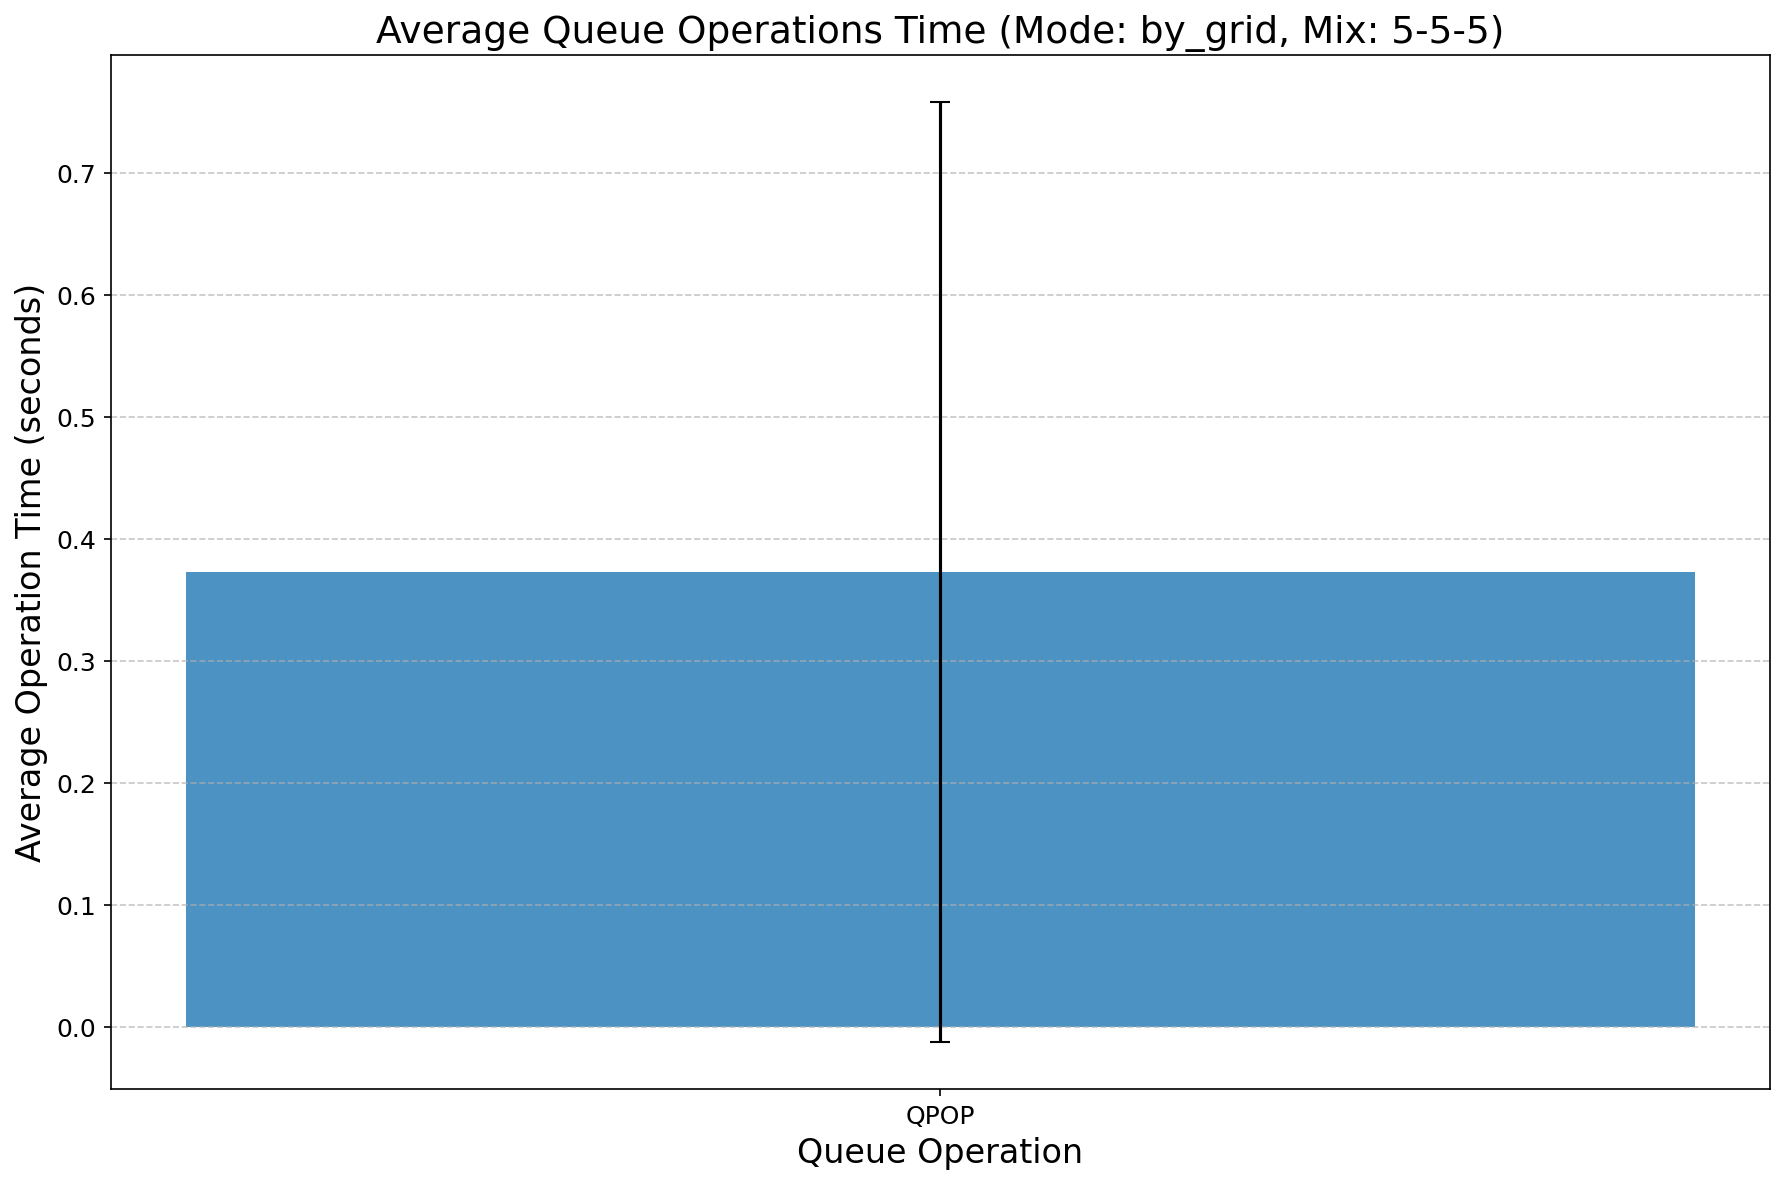 Average Queue Operations Time (Mode: by_grid, Mix: 5-5-5)
Average Operation Time (seconds)
0.7
0.6
0.5
0.4
0.3
0.2
0.1
0.0
QPOP
Queue Operation